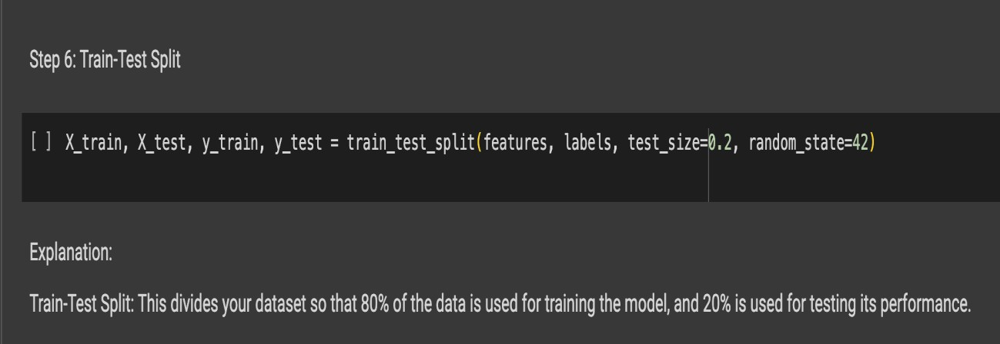 Step 6: Train-Test Split
[ ] X_train, X_test, y_train, y_test = train_test_split(features, labels, test_size=0.2, random_state=42)
Explanation:
Train-Test Split: This divides your dataset so that 80% of the data is used for training the model, and 20% is used for testing its performance.